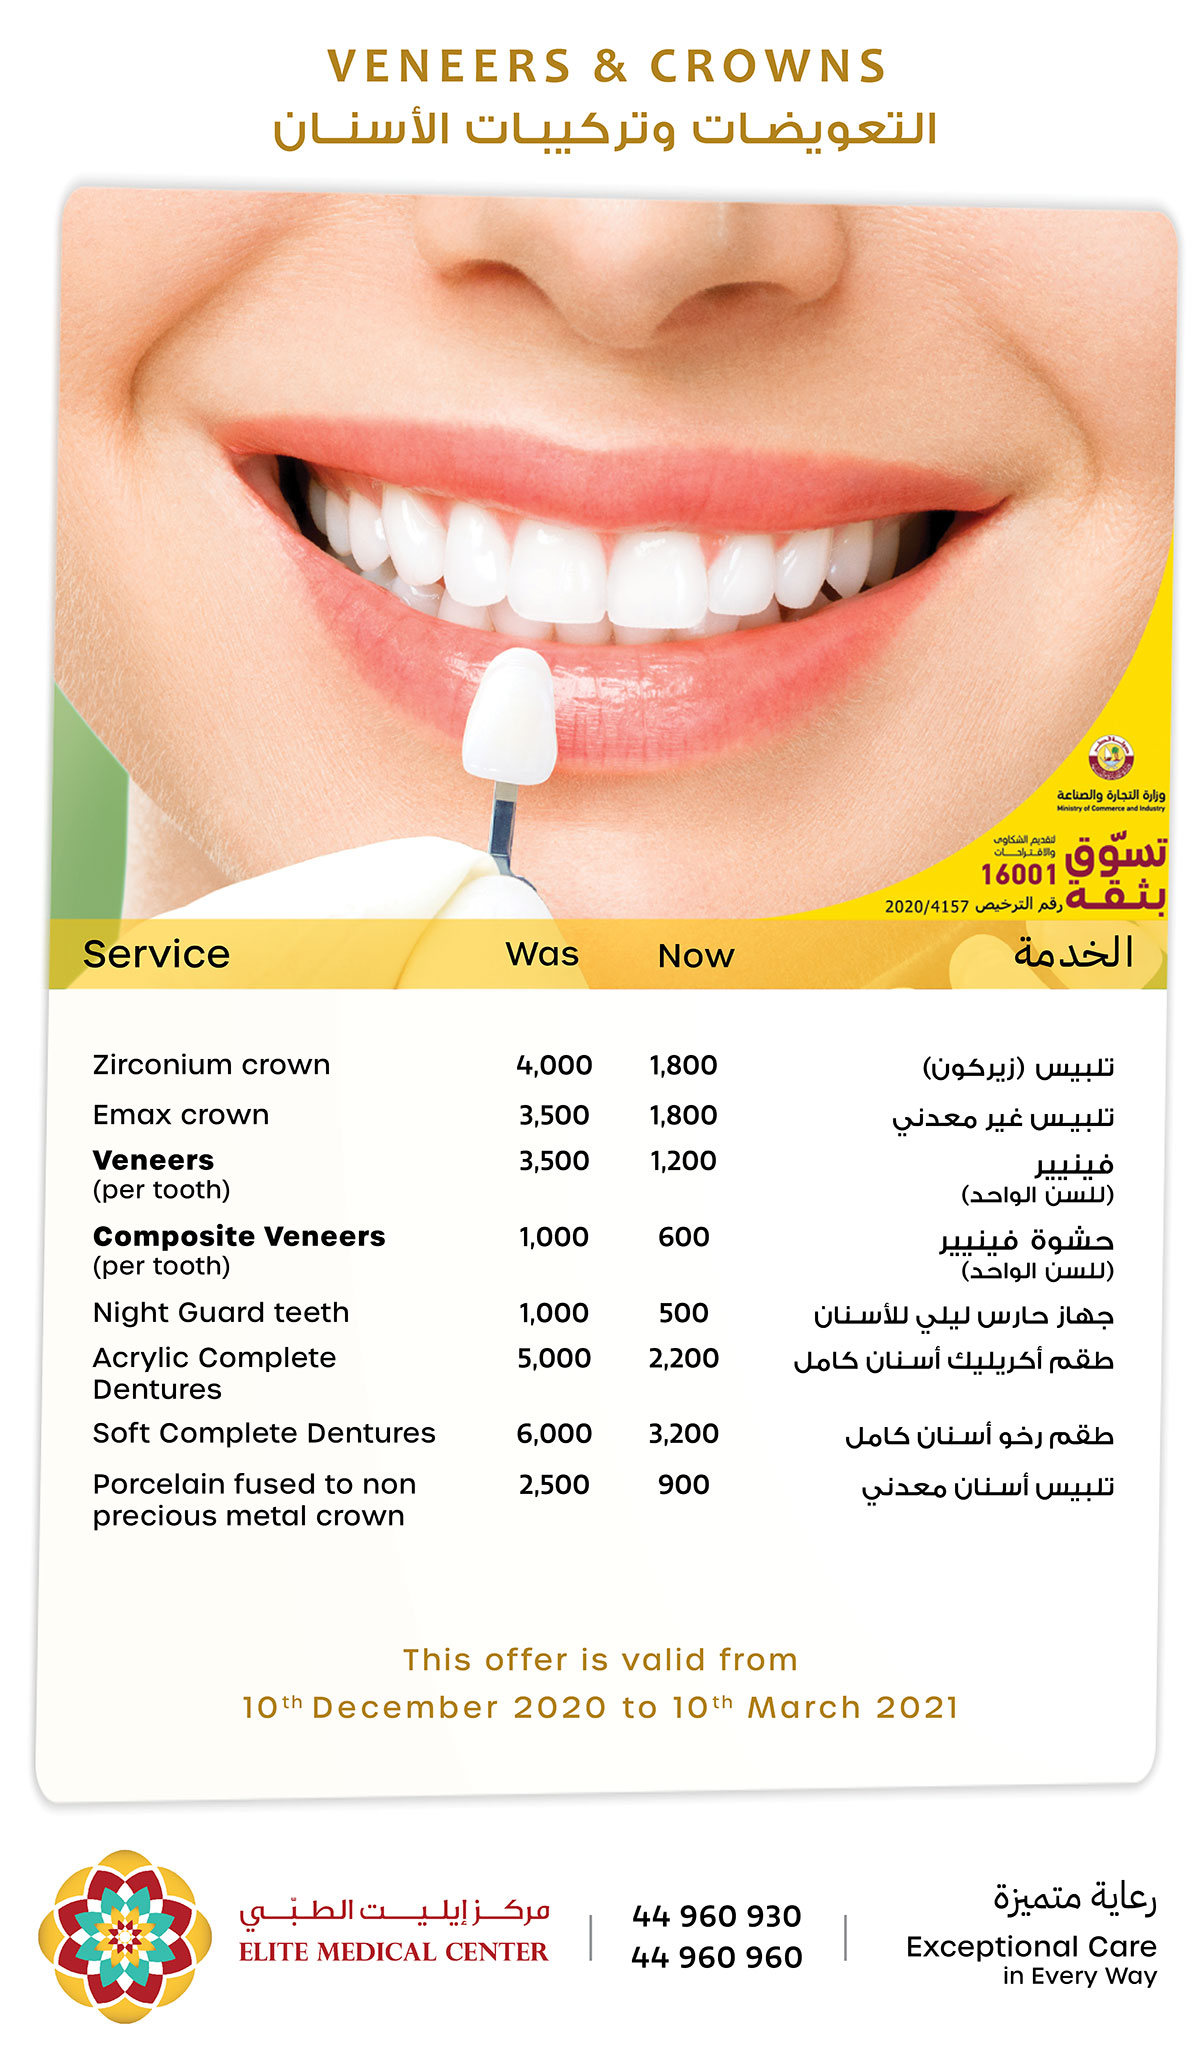 VENEERS & CROWNS
التعويضات وتركيبات الأسنان
وزارة التجارة والصناعة
Ministry of Commerce and Industry
تسوّق
بثقة
لتقديم الشكاوى
والاقتراحات
16001
رقم الترخيص 2020/4157
Service Was Now الخدمة
Zirconium crown 4,000 1,800 تلبيس (زيركون)
Emax crown 3,500 1,800 تلبيس غير معدني
Veneers 3,500 1,200 فينيير
(per tooth) (للسن الواحد)
Composite Veneers 1,000 600 حشوة فينيير
(per tooth) (للسن الواحد)
Night Guard teeth 1,000 500 جهاز حارس ليلي للأسنان
Acrylic Complete 5,000 2,200 طقم أكريليك أسنان كامل
Dentures
Soft Complete Dentures 6,000 3,200 طقم رخو أسنان كامل
Porcelain fused to non 2,500 900 تلبيس أسنان معدني
precious metal crown
This offer is valid from
10th December 2020 to 10th March 2021
مركز إيليت الطبّي
ELITE MEDICAL CENTER
44 960 930
44 960 960
رعاية متميزة
Exceptional Care
in Every Way